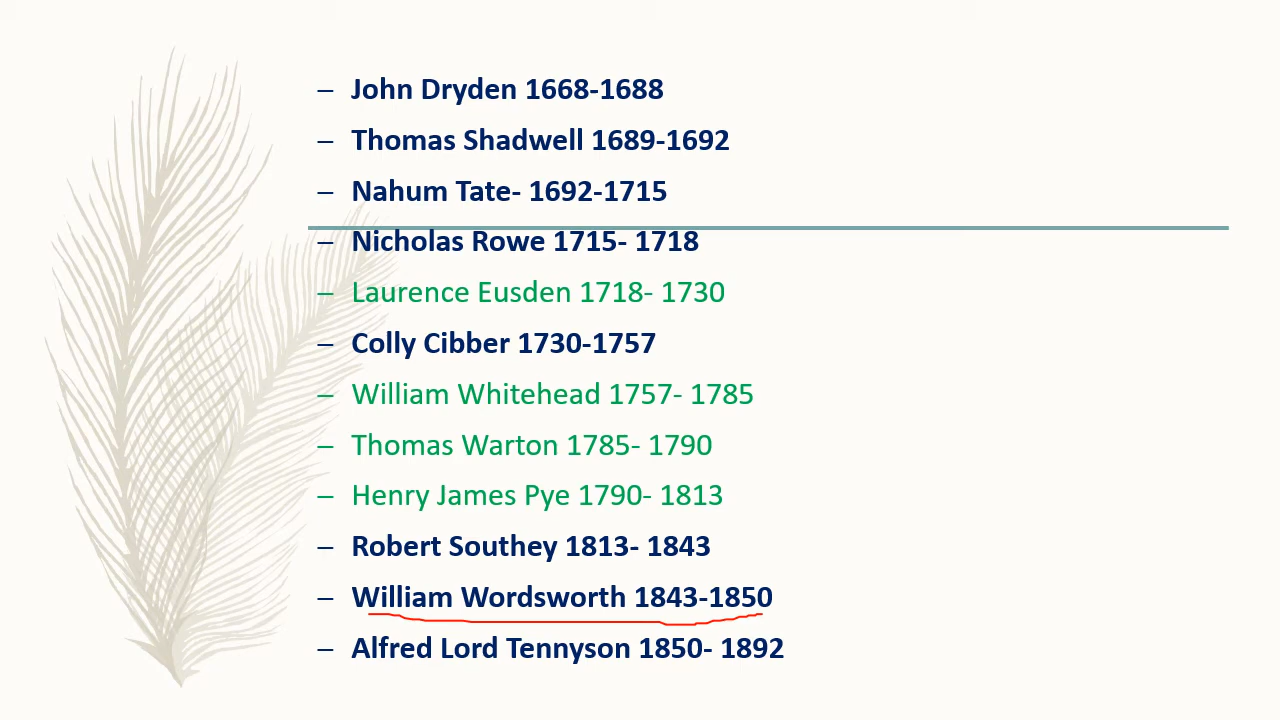 – John Dryden 1668-1688
– Thomas Shadwell 1689-1692
– Nahum Tate- 1692-1715
– Nicholas Rowe 1715- 1718
– Laurence Eusden 1718- 1730
– Colly Cibber 1730-1757
– William Whitehead 1757- 1785
– Thomas Warton 1785- 1790
– Henry James Pye 1790- 1813
– Robert Southey 1813- 1843
– William Wordsworth 1843-1850
– Alfred Lord Tennyson 1850- 1892